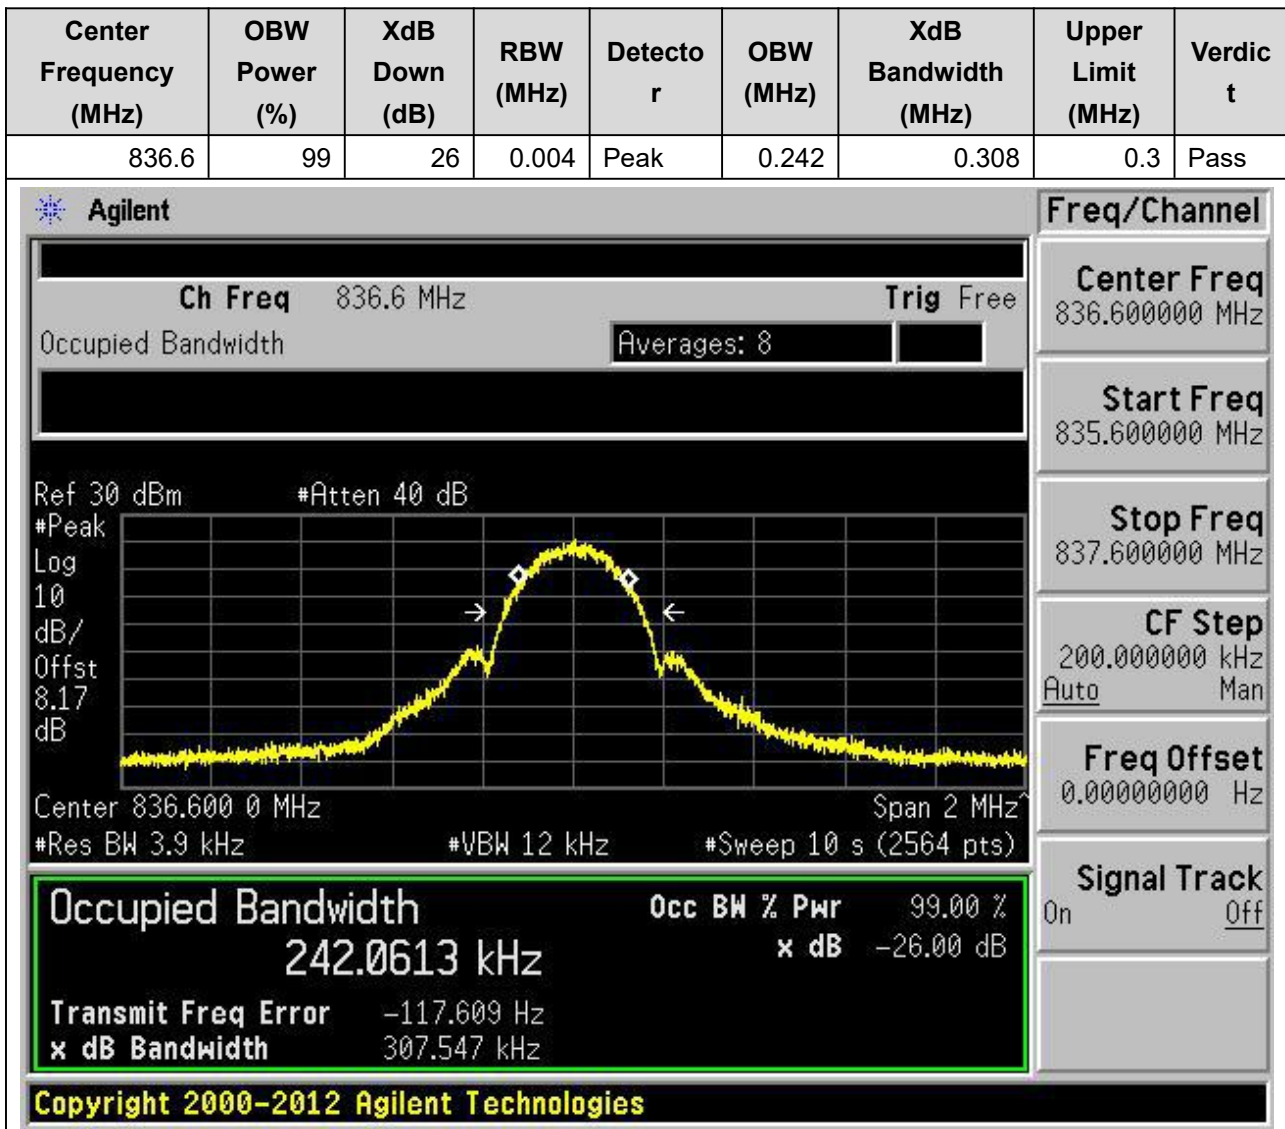 Center Frequency (MHz) OBW Power (%) XdB Down (dB) RBW (MHz) Detecto r OBW (MHz) XdB Bandwidth (MHz) Upper Limit (MHz) Verdic t
836.6 99 26 0.004 Peak 0.242 0.308 0.3 Pass
Agilent
Freq/Channel
Ch Freq 836.6 MHz Trig Free
Occupied Bandwidth Averages: 8
Center Freq
836.600000 MHz
Start Freq
835.600000 MHz
Stop Freq
837.600000 MHz
CF Step
200.000000 kHz
Auto Man
Freq Offset
0.00000000 Hz
Signal Track
On Off
Ref 30 dBm #Atten 40 dB
#Peak
Log
10
dB/
Offst
8.17
dB
Center 836.600 0 MHz Span 2 MHz^
#Res BW 3.9 kHz #VBW 12 kHz #Sweep 10 s (2564 pts)
Occupied Bandwidth Occ BW % Pwr 99.00 %
242.0613 kHz x dB -26.00 dB
Transmit Freq Error -117.609 Hz
x dB Bandwidth 307.547 kHz
Copyright 2000-2012 Agilent Technologies